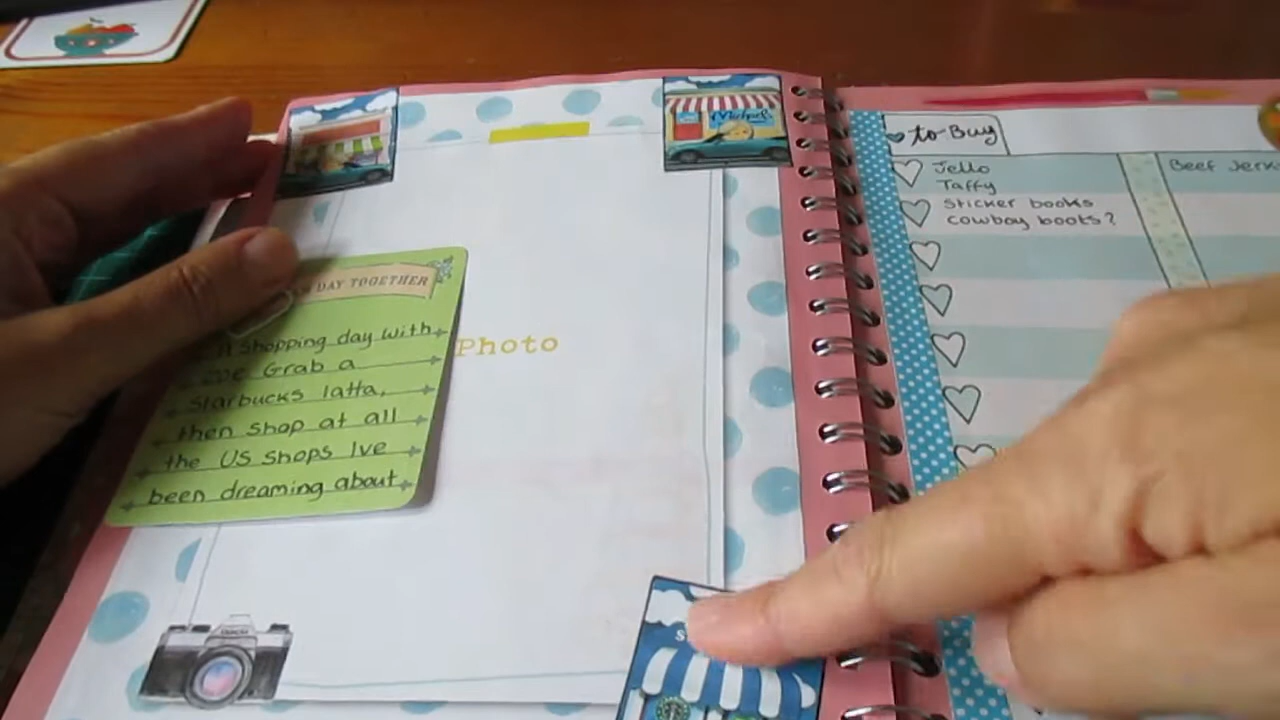 Michaels
DAY TOGETHER
shopping day with
Grab a
Starbucks latta,
then shop at all
the US shops Ive
been dreaming about
Photo
to Buy
Jello
Taffy
Sticker books
Cowboy boots?
Beef Jerk